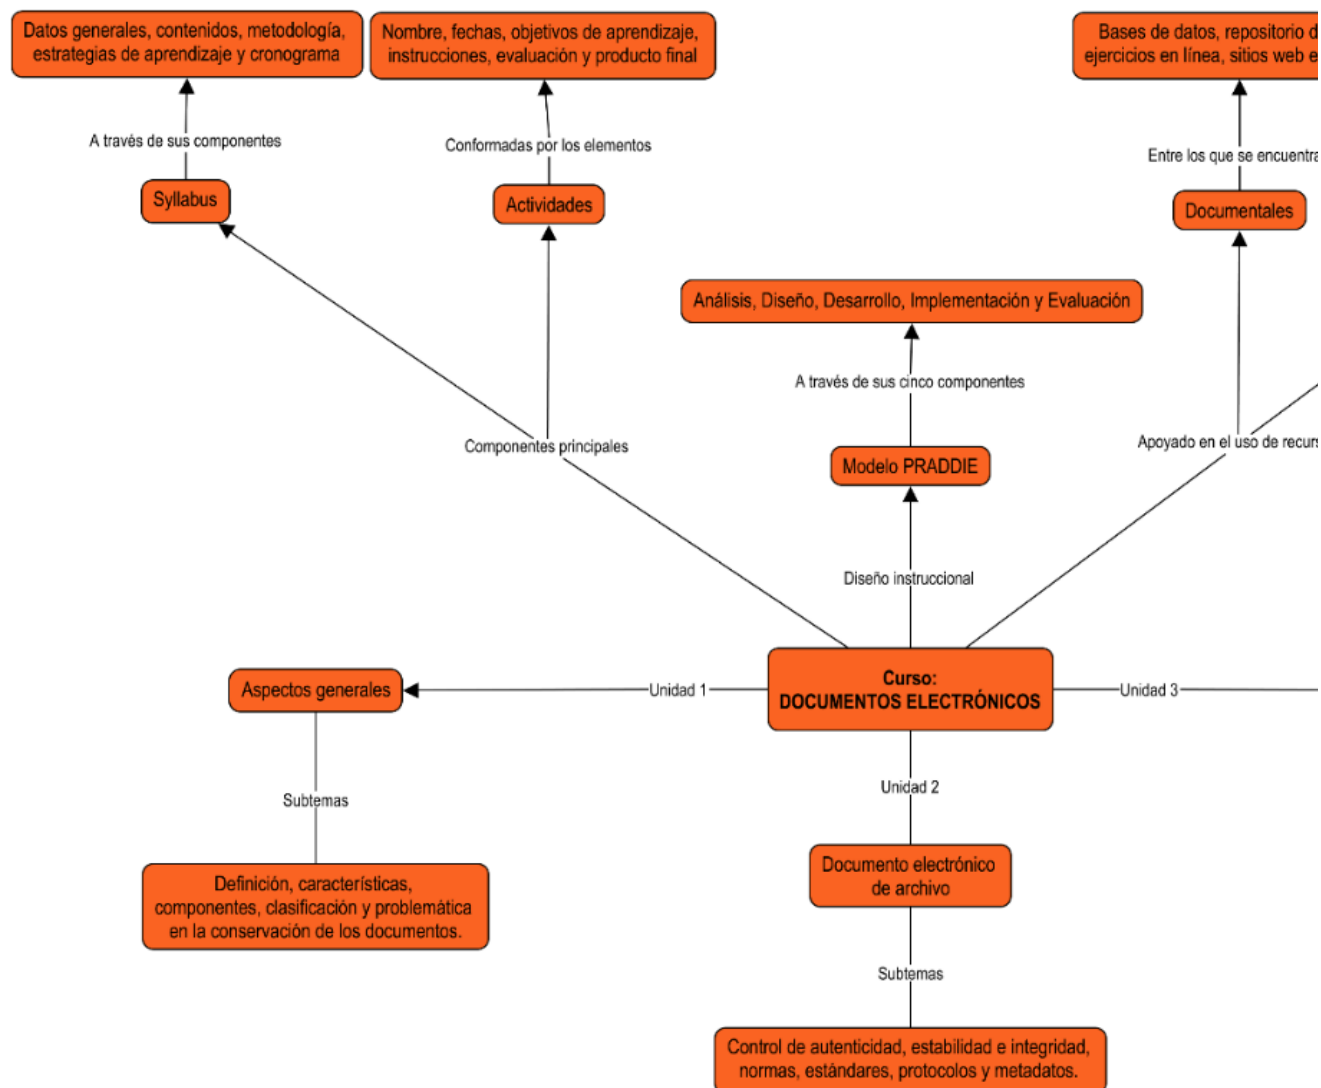 Datos generales, contenidos, metodología,
estrategias de aprendizaje y cronograma
Nombre, fechas, objetivos de aprendizaje,
instrucciones, evaluación y producto final
Bases de datos, repositorio
ejercicios en línea, sitios web
A través de sus componentes
Conformadas por los elementos
Entre los que se
Syllabus
Actividades
Documentales
Análisis, Diseño, Desarrollo, Implementación y Evaluación
A través de sus cinco componentes
Componentes principales
Apoyado en el uso de
Modelo PRADDIE
Diseño instruccional
Aspectos generales
Unidad 1
Curso:
DOCUMENTOS ELECTRÓNICOS
Unidad 3
Unidad 2
Subtemas
Documento electrónico
de archivo
Definición, características,
componentes, clasificación y problemática
en la conservación de los documentos.
Subtemas
Control de autenticidad, estabilidad e integridad,
normas, estándares, protocolos y metadatos.